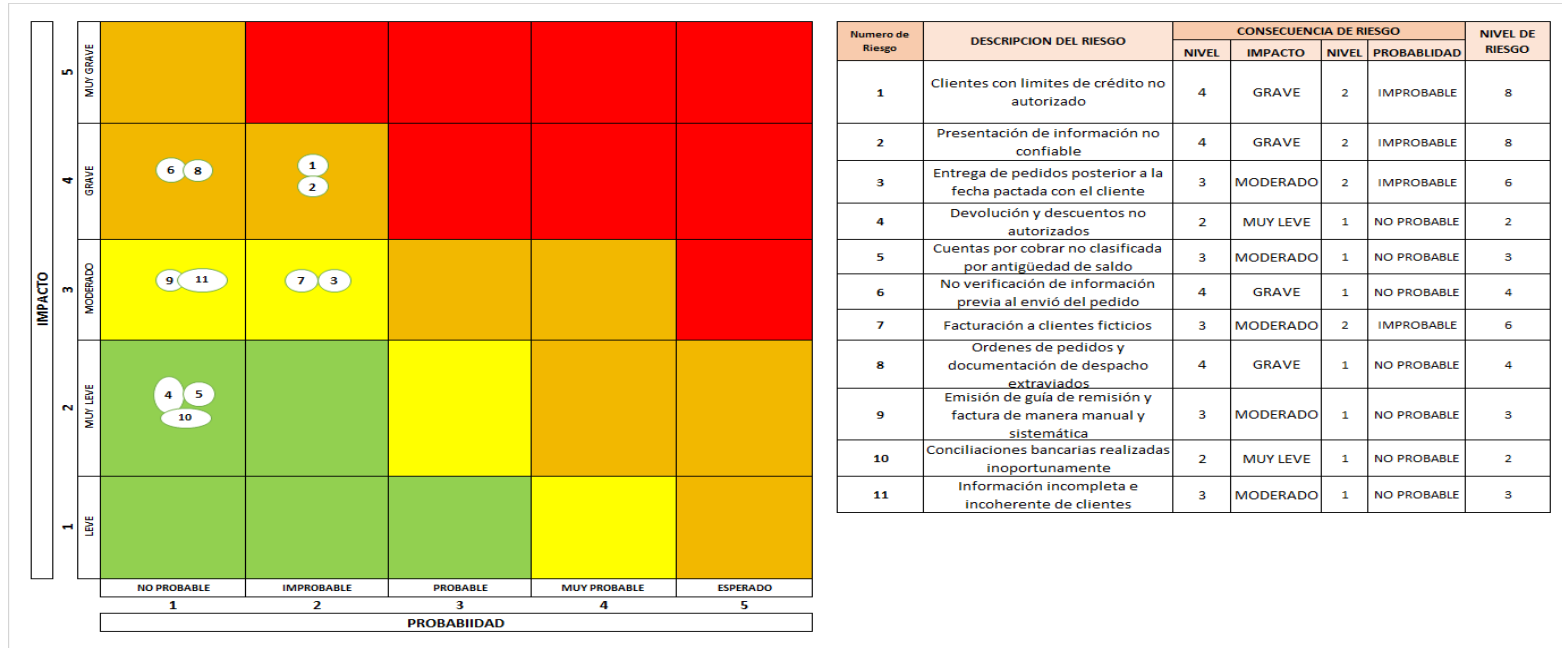 IMPACTO
5
MUY GRAVE
4
GRAVE
6 8
1
2
3
MODERADO
9 11
7 3
2
MUY LEVE
4 5
10
1
LEVE
NO PROBABLE IMPROBABLE PROBABLE MUY PROBABLE ESPERADO
1 2 3 4 5
PROBABIIDAD
Numero de
Riesgo
DESCRIPCION DEL RIESGO
CONSECUENCIA DE RIESGO
NIVEL IMPACTO NIVEL PROBABLIDAD
NIVEL DE
RIESGO
1
Clientes con limites de crédito no
autorizado
4 GRAVE 2 IMPROBABLE 8
2
Presentación de información no
confiable
4 GRAVE 2 IMPROBABLE 8
3
Entrega de pedidos posterior a la
fecha pactada con el cliente
3 MODERADO 2 IMPROBABLE 6
4
Devolución y descuentos no
autorizados
2 MUY LEVE 1 NO PROBABLE 2
5
Cuentas por cobrar no clasificada
por antigüedad de saldo
3 MODERADO 1 NO PROBABLE 3
6
No verificación de información
previa al envió del pedido
4 GRAVE 1 NO PROBABLE 4
7
Facturación a clientes ficticios
3 MODERADO 2 IMPROBABLE 6
8
Ordenes de pedidos y
documentación de despacho
extraviados
4 GRAVE 1 NO PROBABLE 4
9
Emisión de guía de remisión y
factura de manera manual y
sistemática
3 MODERADO 1 NO PROBABLE 3
10
Conciliaciones bancarias realizadas
inoportunamente
2 MUY LEVE 1 NO PROBABLE 2
11
Información incompleta e
incoherente de clientes
3 MODERADO 1 NO PROBABLE 3